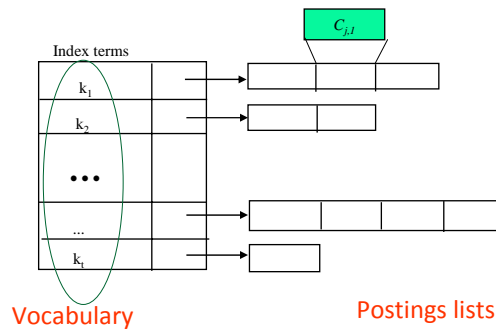 C_{j,1}
Index terms
k_1
k_2
•••
...
k_t
Vocabulary
Postings lists